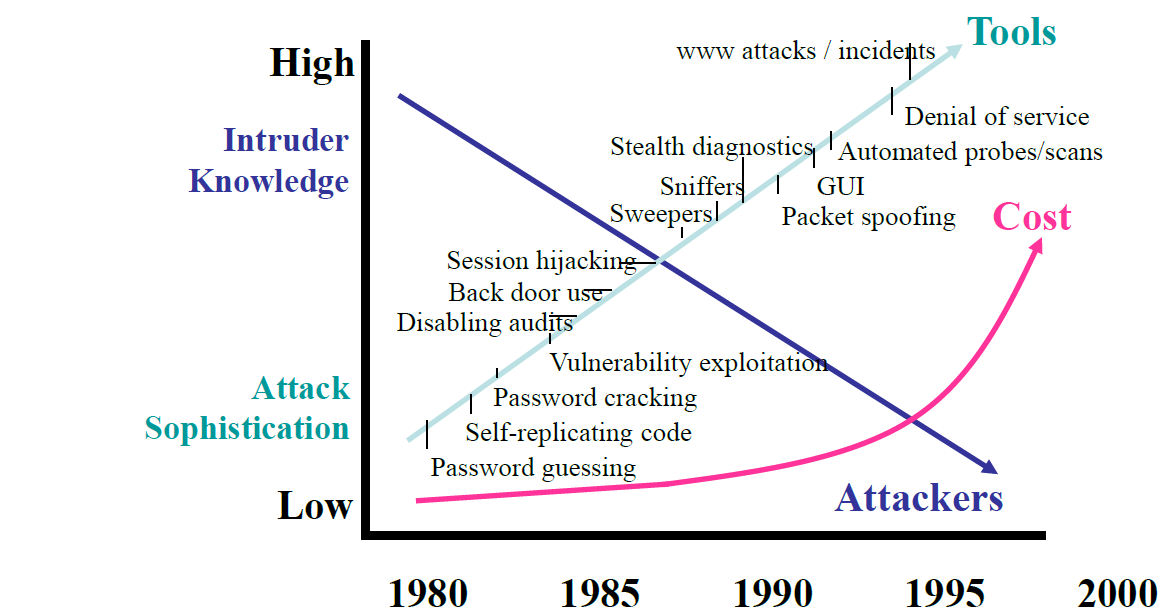 Tools
www attacks / incidents
High
Denial of service
Intruder
Knowledge
Stealth diagnostics
Automated probes/scans
Sniffers
GUI
Sweepers
Packet spoofing
Cost
Session hijacking
Back door use
Disabling audits
Vulnerability exploitation
Attack
Sophistication
Password cracking
Self-replicating code
Password guessing
Low
Attackers
1980 1985 1990 1995 2000